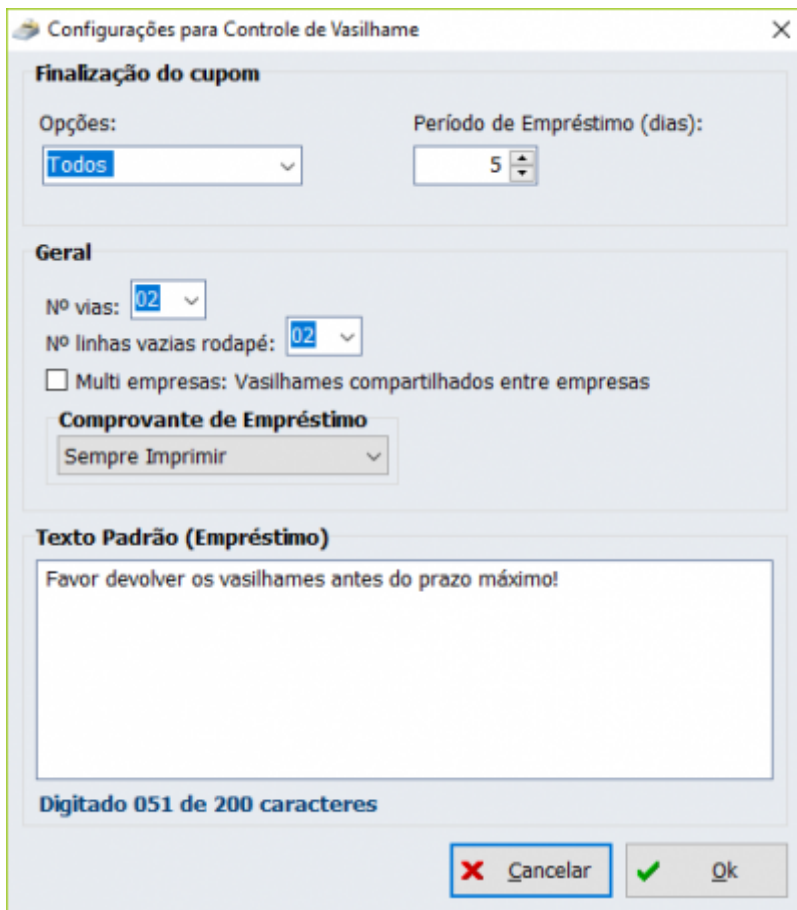 Configurações para Controle de Vasilhame
Finalização do cupom
Opções: Período de Empréstimo (dias):
Todos 5
Geral
Nº vias: 02
Nº linhas vazias rodapé: 02
Multi empresas: Vasilhames compartilhados entre empresas
Comprovante de Empréstimo
Sempre Imprimir
Texto Padrão (Empréstimo)
Favor devolver os vasilhames antes do prazo máximo!
Digitado 051 de 200 caracteres
Cancelar Ok